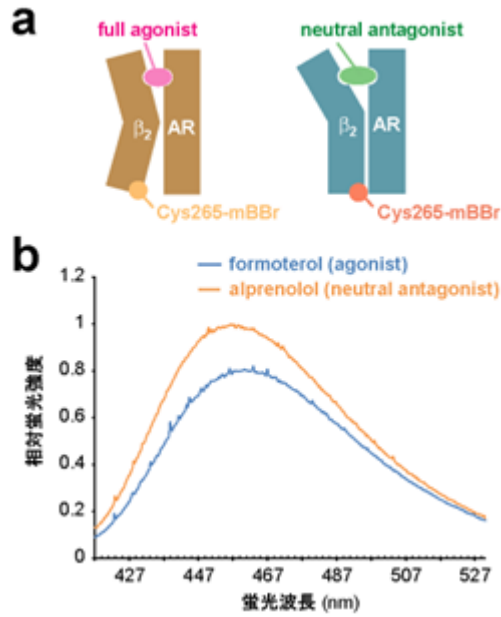 a
full agonist
neutral antagonist
β2
AR
β2
AR
Cys265-mBBr
Cys265-mBBr
b
formoterol (agonist)
alprenolol (neutral antagonist)
1.2
1
0.8
0.6
0.4
0.2
0
相対蛍光強度
427
447
467
487
507
527
蛍光波長 (nm)